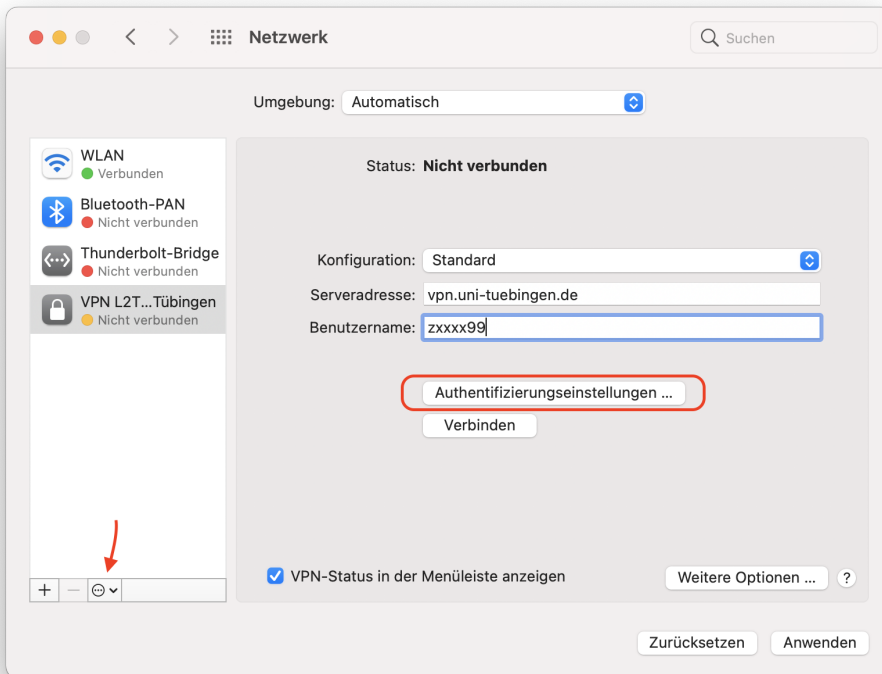 Netzwerk
Suchen
Umgebung: Automatisch
WLAN
Verbunden
Bluetooth-PAN
Nicht verbunden
Thunderbolt-Bridge
Nicht verbunden
VPN L2T...Tübingen
Nicht verbunden
Status: Nicht verbunden
Konfiguration: Standard
Serveradresse: vpn.uni-tuebingen.de
Benutzername: zxxxx99
Authentifizierungseinstellungen ...
Verbinden
VPN-Status in der Menüleiste anzeigen
Weitere Optionen ... ?
Zurücksetzen Anwenden